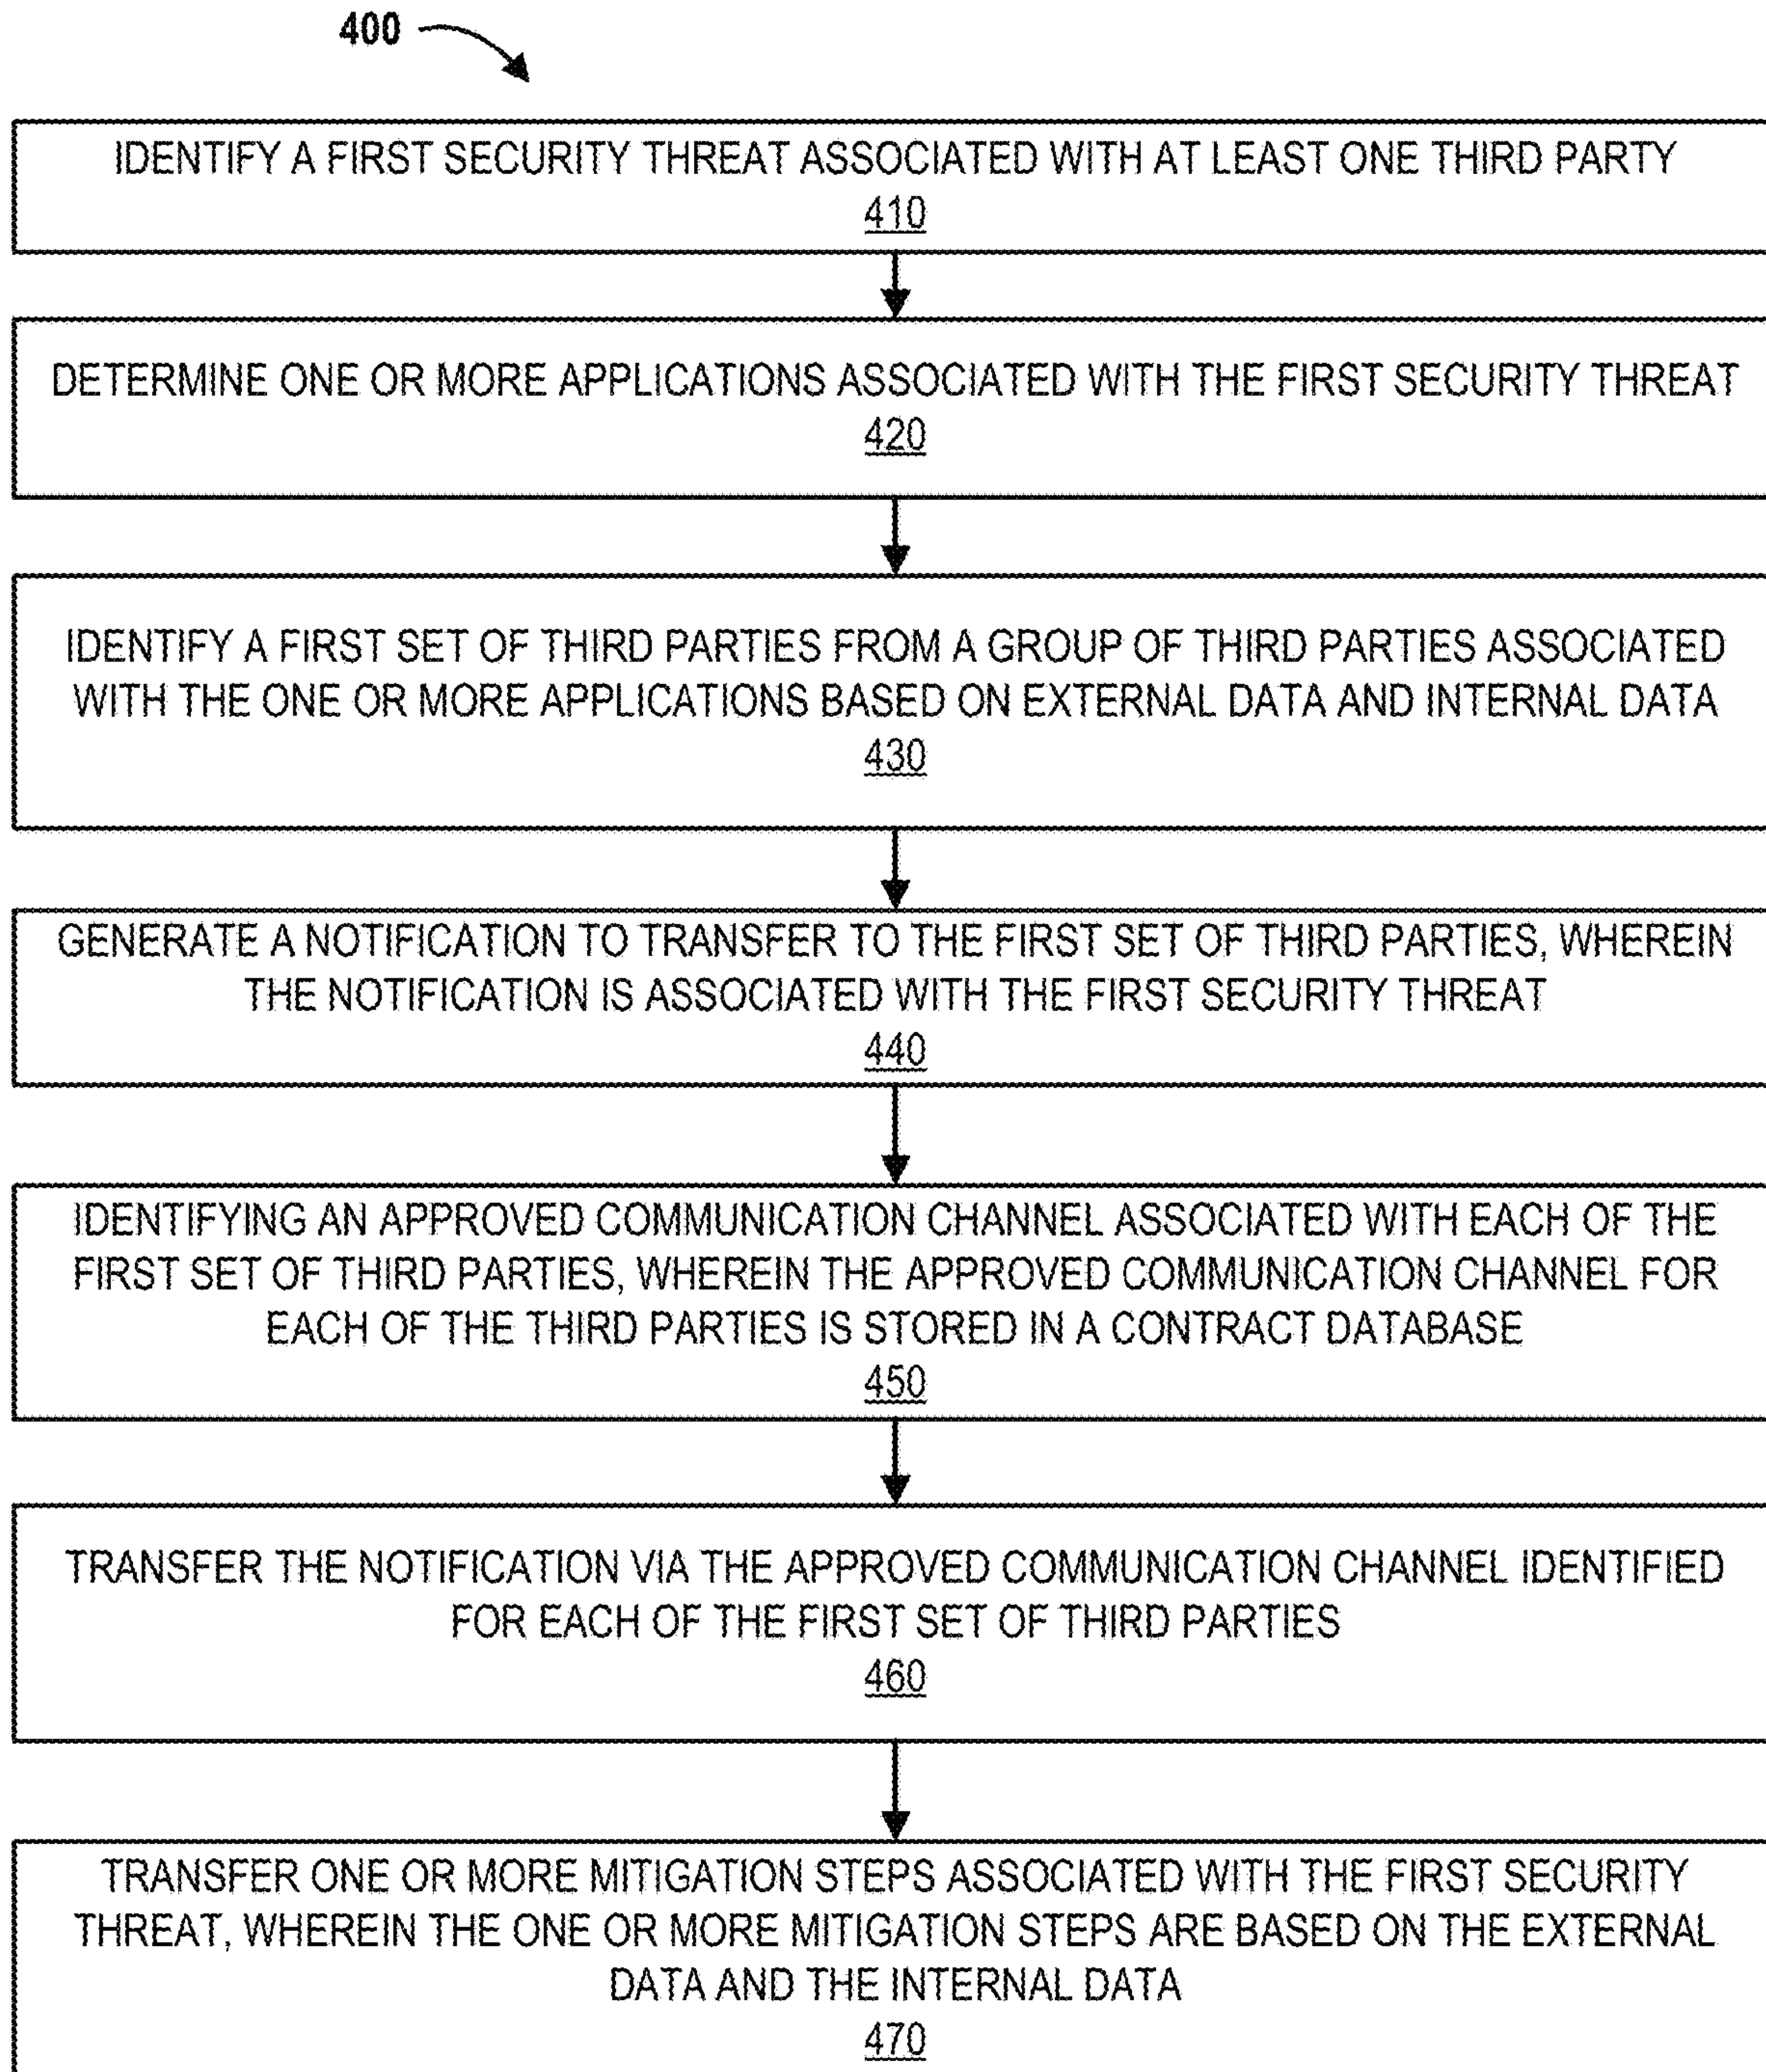 400
IDENTIFY A FIRST SECURITY THREAT ASSOCIATED WITH AT LEAST ONE THIRD PARTY
410
DETERMINE ONE OR MORE APPLICATIONS ASSOCIATED WITH THE FIRST SECURITY THREAT
420
IDENTIFY A FIRST SET OF THIRD PARTIES FROM A GROUP OF THIRD PARTIES ASSOCIATED
WITH THE ONE OR MORE APPLICATIONS BASED ON EXTERNAL DATA AND INTERNAL DATA
430
GENERATE A NOTIFICATION TO TRANSFER TO THE FIRST SET OF THIRD PARTIES, WHEREIN
THE NOTIFICATION IS ASSOCIATED WITH THE FIRST SECURITY THREAT
440
IDENTIFYING AN APPROVED COMMUNICATION CHANNEL ASSOCIATED WITH EACH OF THE
FIRST SET OF THIRD PARTIES, WHEREIN THE APPROVED COMMUNICATION CHANNEL FOR
EACH OF THE THIRD PARTIES IS STORED IN A CONTRACT DATABASE
450
TRANSFER THE NOTIFICATION VIA THE APPROVED COMMUNICATION CHANNEL IDENTIFIED
FOR EACH OF THE FIRST SET OF THIRD PARTIES
460
TRANSFER ONE OR MORE MITIGATION STEPS ASSOCIATED WITH THE FIRST SECURITY
THREAT, WHEREIN THE ONE OR MORE MITIGATION STEPS ARE BASED ON THE EXTERNAL
DATA AND THE INTERNAL DATA
470